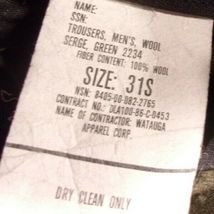 NAME:
SSN:
TROUSERS, MEN'S, WOOL
SERGE, GREEN 2234
FIBER CONTENT: 100% WOOL
SIZE: 31S
NSN: 8405-00-082-2765
CONTRACT NO.: DLA100-86-C-0453
NAME OF CONTRACTOR: WATAUGA
APPAREL CORP.
DRY CLEAN ONLY